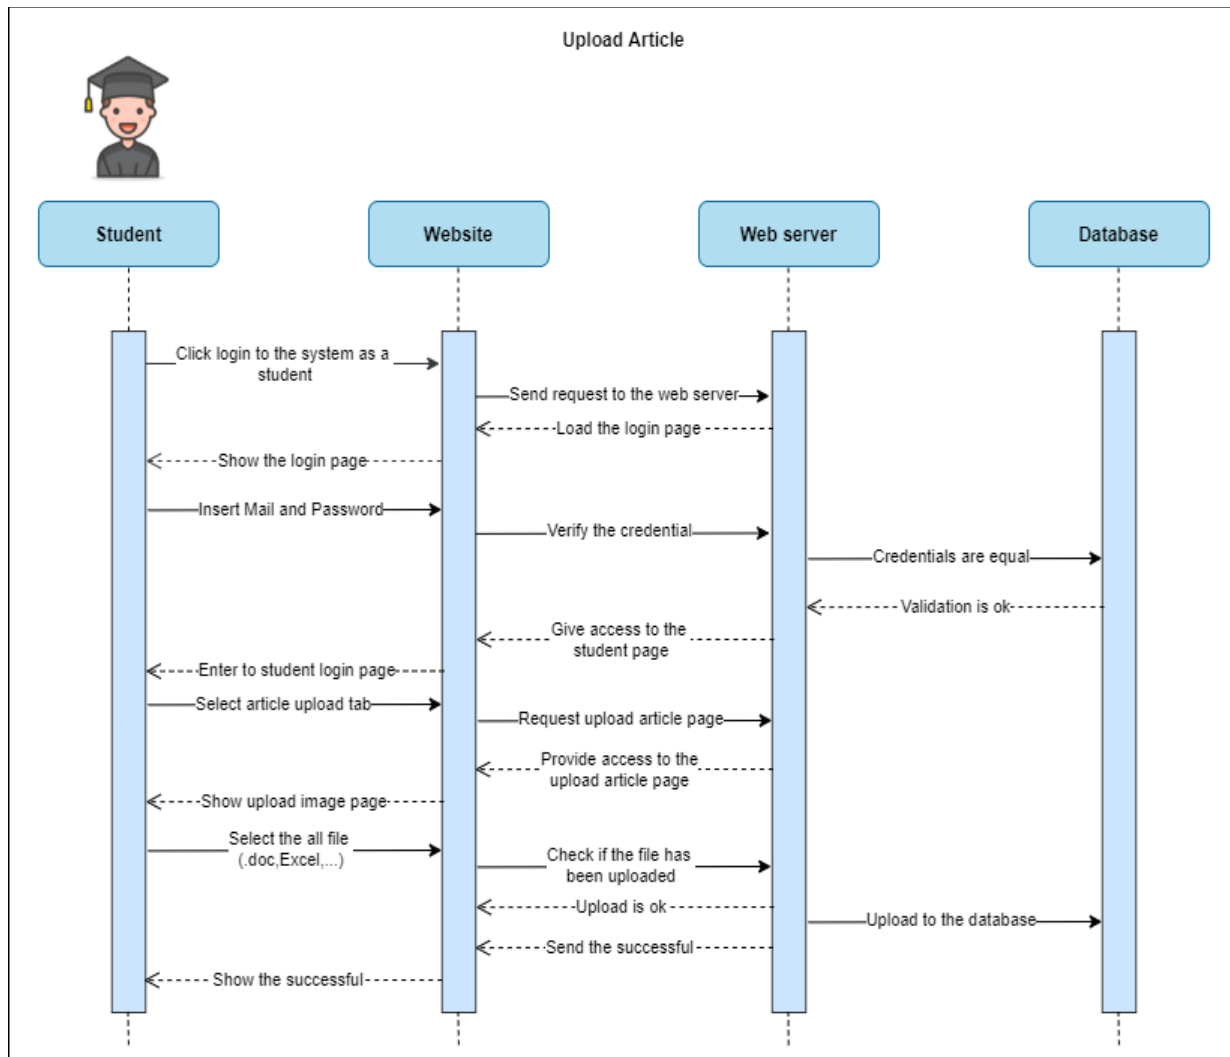 Upload Article
Student
Website
Web server
Database
Click login to the system as a
student
Send request to the web server
Load the login page
Show the login page
Insert Mail and Password
Verify the credential
Credentials are equal
Validation is ok
Give access to the
student page
Enter to student login page
Select article upload tab
Request upload article page
Provide access to the
upload article page
Show upload image page
Select the all file
(.doc,Excel,...)
Check if the file has
been uploaded
Upload is ok
Upload to the database
Send the successful
Show the successful